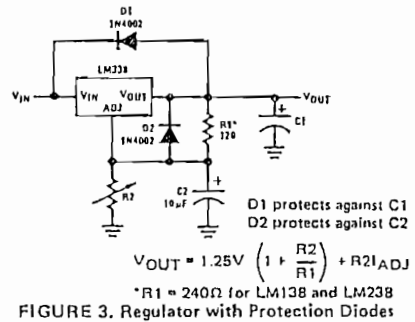 D1
1N4002
LM338
VIN
VIN VOUT
ADJ
VOUT
D2
1N4002
R1*
120
+
C1
R2
C2
10µF
+
D1 protects against C1
D2 protects against C2
VOUT = 1.25V (1 + R2/R1) + R2IADJ
*R1 = 240Ω for LM138 and LM238
FIGURE 3. Regulator with Protection Diodes